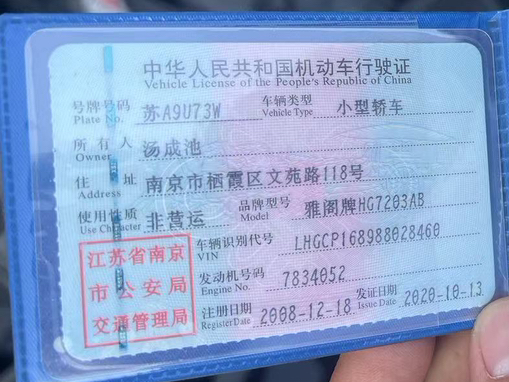 中华人民共和国机动车行驶证
Vehicle License of the People's Republic of China
号牌号码 苏A9U73W 车辆类型 小型轿车
Plate No. Vehicle Type
所有人 汤成池
Owner
住址 南京市栖霞区文苑路118号
Address
使用性质 非营运 品牌型号 雅阁牌HG7203AB
Use Character Model
江苏省南京
市公安局
交通管理局
车辆识别代号 LHGCP168988028460
VIN
发动机号码 7834052
Engine No.
注册日期 2008-12-18 发证日期 2020-10-13
Register Date Issue Date